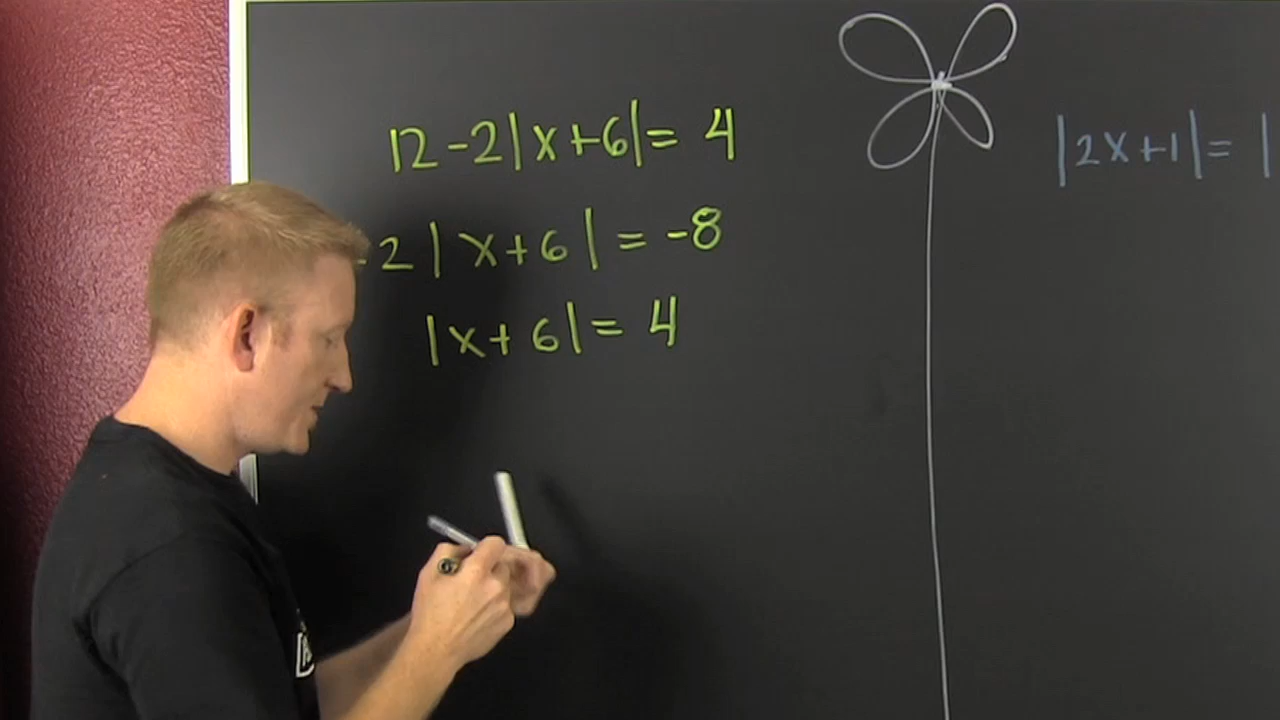 12-2|x+6|= 4
-2| x+6 | = -8
|x+ 6|= 4
|2x+1|= |